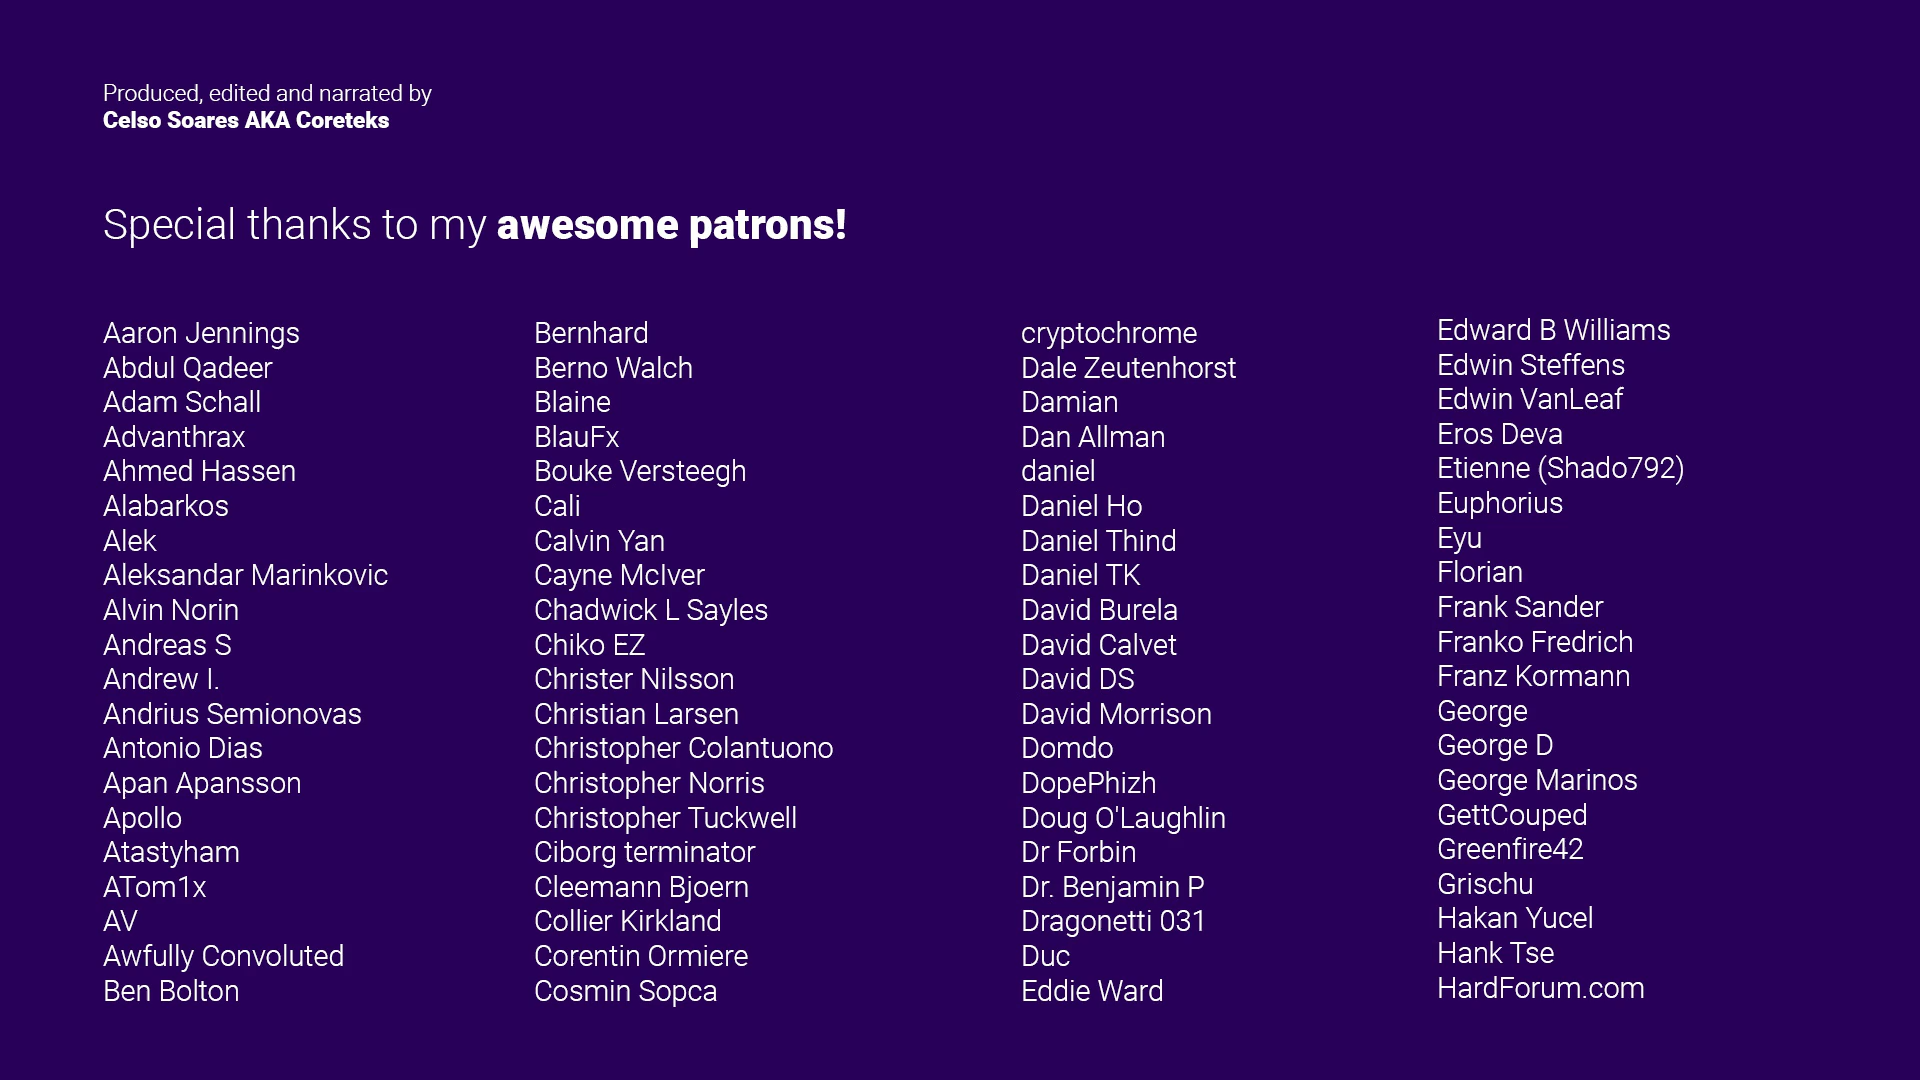 Produced, edited and narrated by
Celso Soares AKA Coreteks
Special thanks to my awesome patrons!
Aaron Jennings
Abdul Qadeer
Adam Schall
Advanthrax
Ahmed Hassen
Alabarkos
Alek
Aleksandar Marinkovic
Alvin Norin
Andreas S
Andrew I.
Andrius Semionovas
Antonio Dias
Apan Apansson
Apollo
Atastyham
ATom1x
AV
Awfully Convoluted
Ben Bolton
Bernhard
Berno Walch
Blaine
BlauFx
Bouke Versteegh
Cali
Calvin Yan
Cayne McIver
Chadwick L Sayles
Chiko EZ
Christer Nilsson
Christian Larsen
Christopher Colantuono
Christopher Norris
Christopher Tuckwell
Ciborg terminator
Cleemann Bjoern
Collier Kirkland
Corentin Ormiere
Cosmin Sopca
cryptochrome
Dale Zeutenhorst
Damian
Dan Allman
daniel
Daniel Ho
Daniel Thind
Daniel TK
David Burela
David Calvet
David DS
David Morrison
Domdo
DopePhizh
Doug O'Laughlin
Dr Forbin
Dr. Benjamin P
Dragonetti 031
Duc
Eddie Ward
Edward B Williams
Edwin Steffens
Edwin VanLeaf
Eros Deva
Etienne (Shado792)
Euphorius
Eyu
Florian
Frank Sander
Franko Fredrich
Franz Kormann
George
George D
George Marinos
GettCouped
Greenfire42
Grischu
Hakan Yucel
Hank Tse
HardForum.com